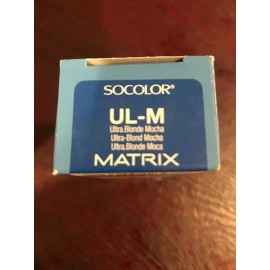 SOCOLOR®
UL-M
Ultra.Blonde Mocha
Ultra-Blond Mocha
Ultra.Blonde Moca
MATRIX